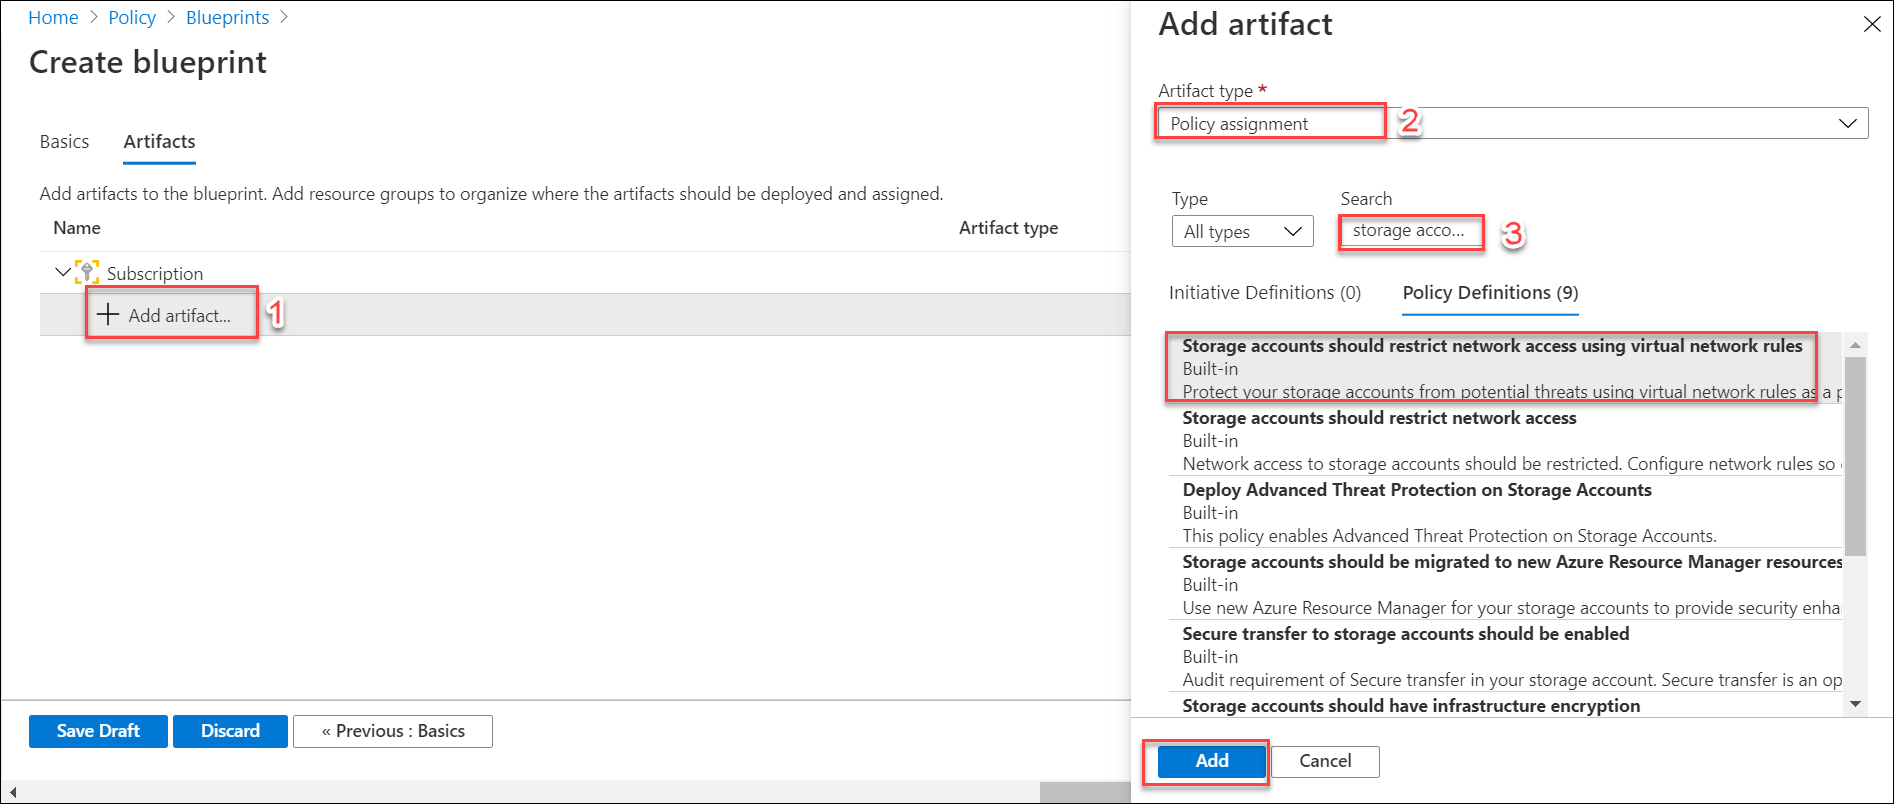 Home > Policy > Blueprints >
Create blueprint
Basics Artifacts
Add artifacts to the blueprint. Add resource groups to organize where the artifacts should be deployed and assigned.
Name Artifact type
Subscription
+ Add artifact... 1
Save Draft Discard « Previous : Basics
Add artifact
Artifact type *
Policy assignment 2
Type Search
All types storage acco... 3
Initiative Definitions (0) Policy Definitions (9)
Storage accounts should restrict network access using virtual network rules
Built-in
Protect your storage accounts from potential threats using virtual network rules as a p
Storage accounts should restrict network access
Built-in
Network access to storage accounts should be restricted. Configure network rules so
Deploy Advanced Threat Protection on Storage Accounts
Built-in
This policy enables Advanced Threat Protection on Storage Accounts.
Storage accounts should be migrated to new Azure Resource Manager resources
Built-in
Use new Azure Resource Manager for your storage accounts to provide security enha
Secure transfer to storage accounts should be enabled
Built-in
Audit requirement of Secure transfer in your storage account. Secure transfer is an op
Storage accounts should have infrastructure encryption
Add Cancel